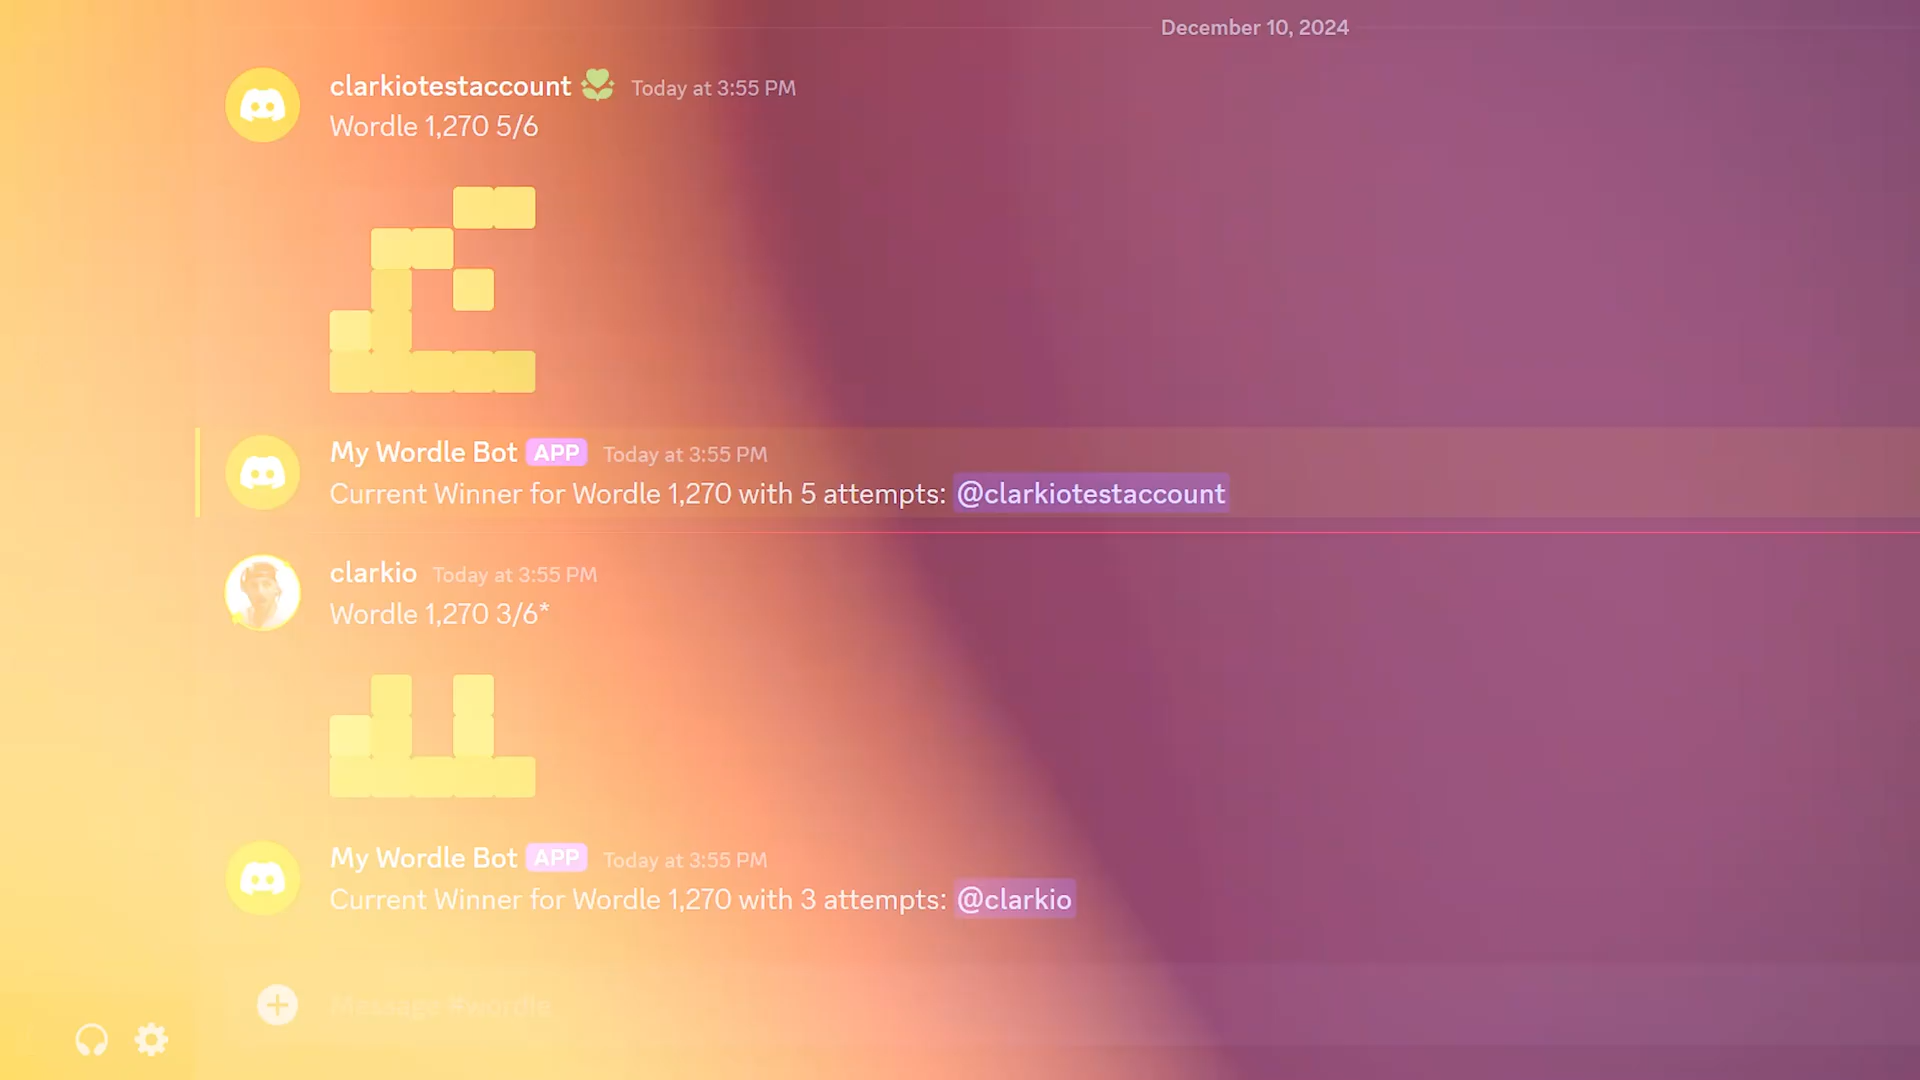 December 10, 2024
clarkiotestaccount Today at 3:55 PM
Wordle 1,270 5/6
My Wordle Bot APP Today at 3:55 PM
Current Winner for Wordle 1,270 with 5 attempts: @clarkiotestaccount
clarkio Today at 3:55 PM
Wordle 1,270 3/6*
My Wordle Bot APP Today at 3:55 PM
Current Winner for Wordle 1,270 with 3 attempts: @clarkio
Message #wordle